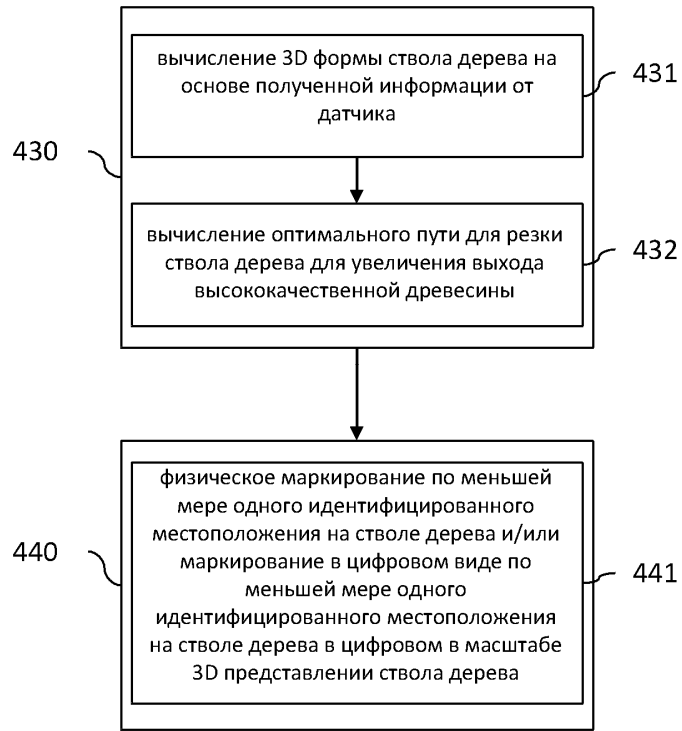 вычисление 3D формы ствола дерева на
основе полученной информации от
датчика
431
430
вычисление оптимального пути для резки
ствола дерева для увеличения выхода
высококачественной древесины
432
физическое маркирование по меньшей
мере одного идентифицированного
местоположения на стволе дерева и/или
маркирование в цифровом виде по
меньшей мере одного
идентифицированного местоположения
на стволе дерева в цифровом в масштабе
3D представлении ствола дерева
440
441